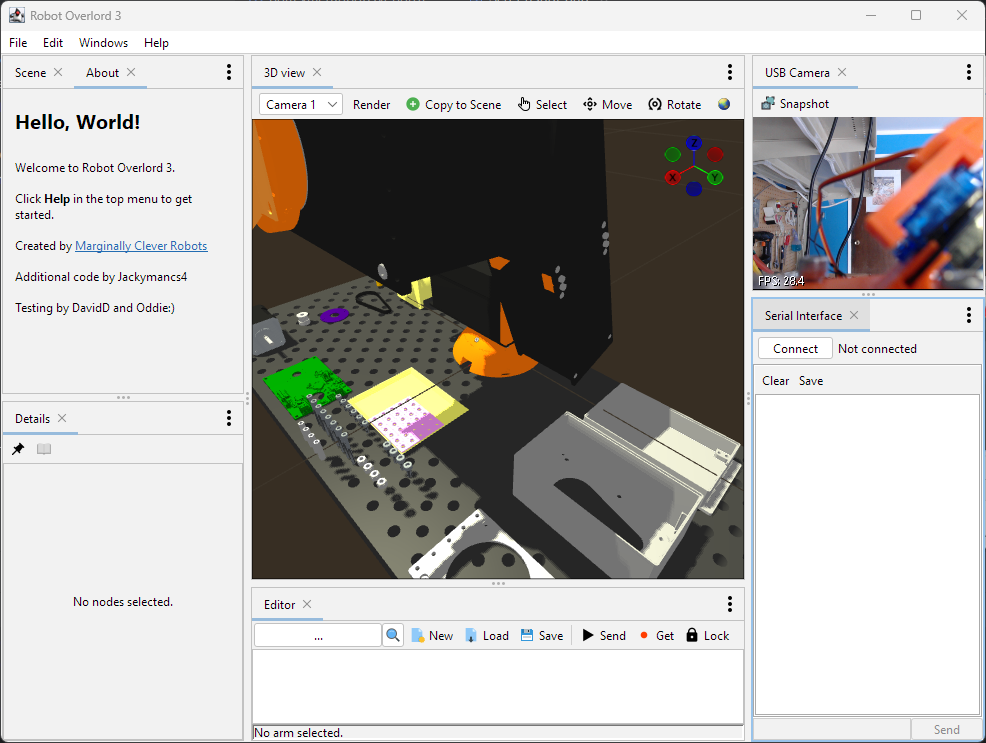 Robot Overlord 3
File Edit Windows Help
Scene About
Hello, World!
Welcome to Robot Overlord 3.
Click Help in the top menu to get
started.
Created by Marginally Clever Robots
Additional code by Jackymancs4
Testing by DavidD and Oddie:)
Details
No nodes selected.
3D view
Camera 1 Render Copy to Scene Select Move Rotate
Z
X Y
Editor
... New Load Save Send Get Lock
No arm selected.
USB Camera
Snapshot
FPS: 28.4
Serial Interface
Connect Not connected
Clear Save
Send